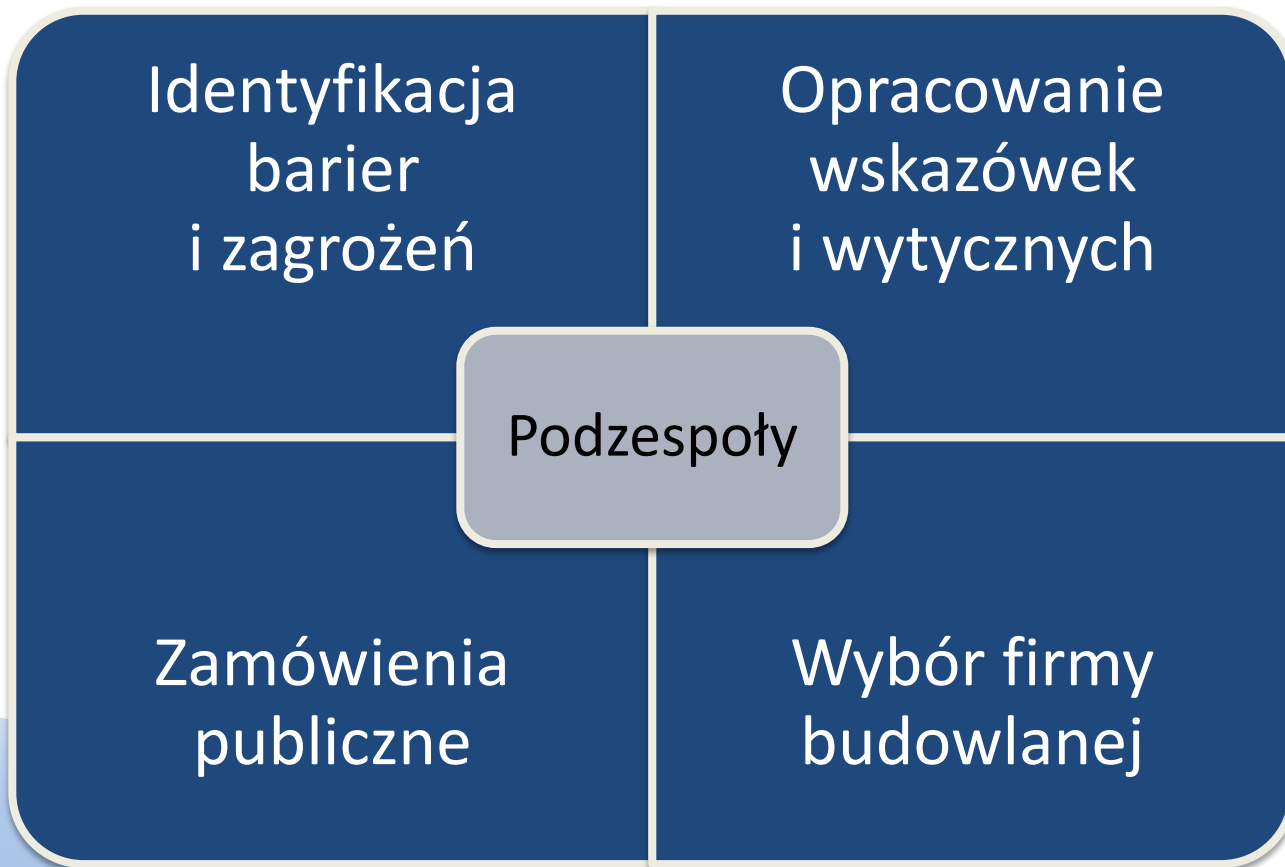 Identyfikacja
barier
i zagrożeń
Opracowanie
wskazówek
i wytycznych
Podzespoły
Zamówienia
publiczne
Wybór firmy
budowlanej